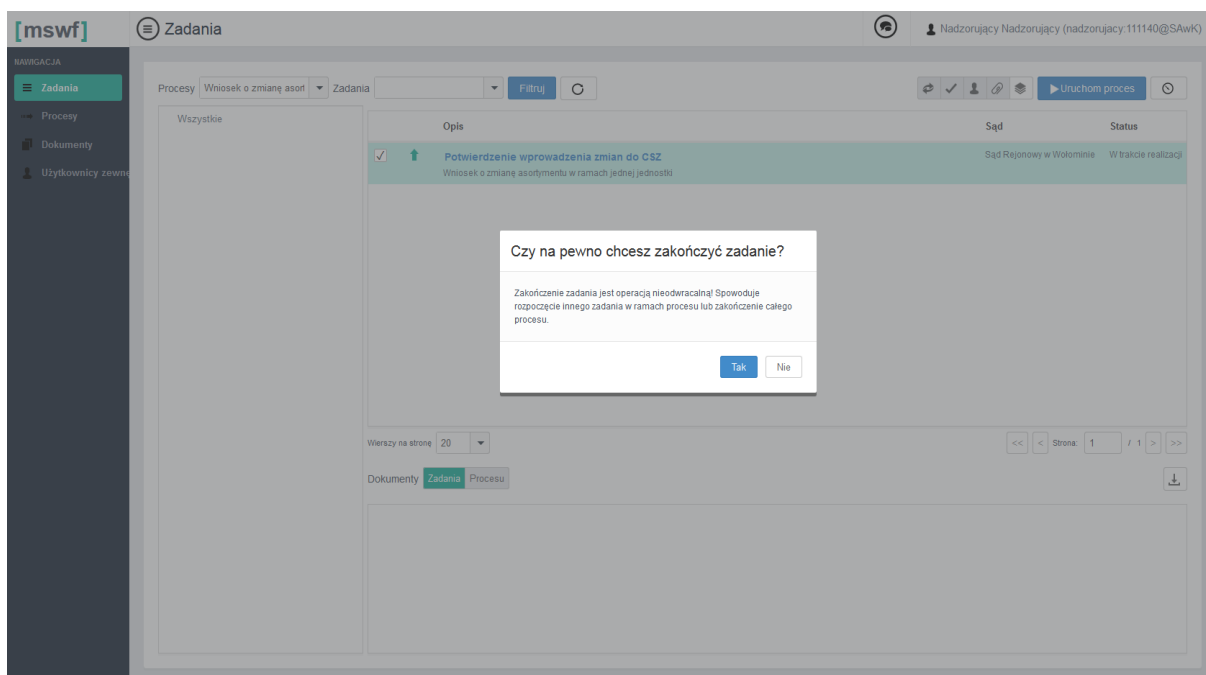 [mswf]
Zadania
Nadzorujący Nadzorujący (nadzorujacy:111140@SAwK)
NAWIGACJA
Zadania
Procesy
Dokumenty
Użytkownicy zewnę
Procesy Wniosek o zmianę asort Zadania Filtruj Uruchom proces
Wszystkie
Opis Sąd Status
Potwierdzenie wprowadzenia zmian do CSZ Sąd Rejonowy w Wołominie W trakcie realizacji
Wniosek o zmianę asortymentu w ramach jednej jednostki
Czy na pewno chcesz zakończyć zadanie?
Zakończenie zadania jest operacją nieodwracalną! Spowoduje
rozpoczęcie innego zadania w ramach procesu lub zakończenie całego
procesu.
Tak Nie
Wierszy na stronę 20 << < Strona: 1 / 1 > >>
Dokumenty Zadania Procesu